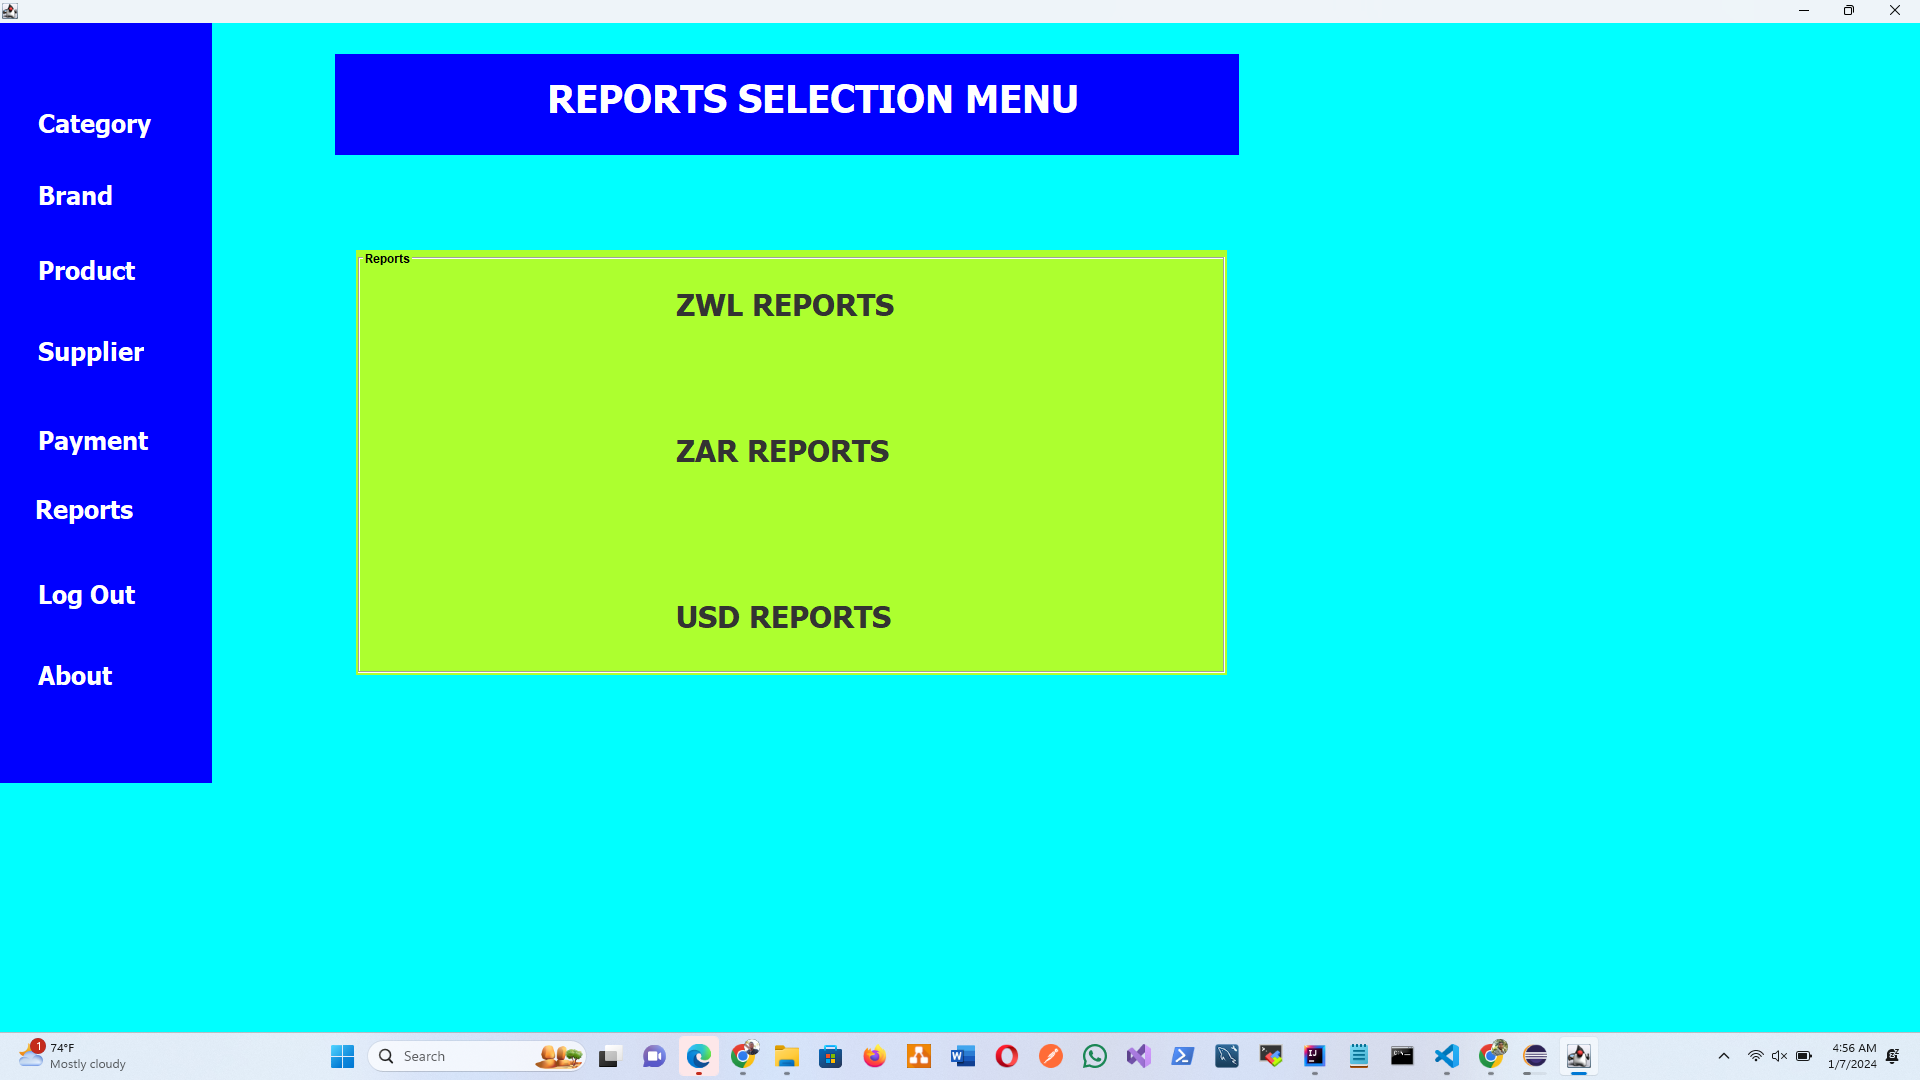 Category
Brand
Product
Supplier
Payment
Reports
Log Out
About
REPORTS SELECTION MENU
Reports
ZWL REPORTS
ZAR REPORTS
USD REPORTS
1
74°F
Mostly cloudy
Search
4:56 AM
1/7/2024